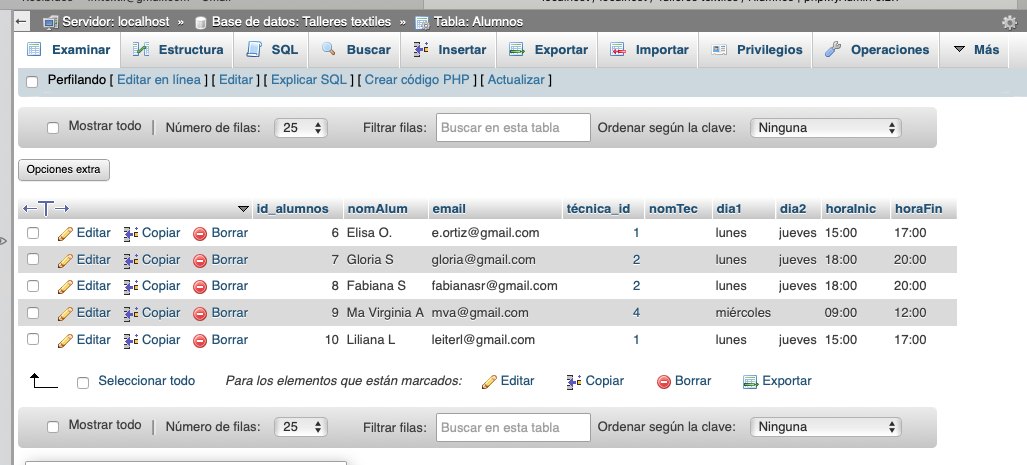 Servidor: localhost » Base de datos: Talleres textiles » Tabla: Alumnos
Examinar Estructura SQL Buscar Insertar Exportar Importar Privilegios Operaciones Más
Perfilando [ Editar en línea ] [ Editar ] [ Explicar SQL ] [ Crear código PHP ] [ Actualizar ]
Mostrar todo | Número de filas: 25 Filtrar filas: Buscar en esta tabla Ordenar según la clave: Ninguna
Opciones extra
id_alumnos nomAlum email técnica_id nomTec dia1 dia2 horaInic horaFin
Editar Copiar Borrar 6 Elisa O. e.ortiz@gmail.com 1 lunes jueves 15:00 17:00
Editar Copiar Borrar 7 Gloria S gloria@gmail.com 2 lunes jueves 18:00 20:00
Editar Copiar Borrar 8 Fabiana S fabianasr@gmail.com 2 lunes jueves 18:00 20:00
Editar Copiar Borrar 9 Ma Virginia A mva@gmail.com 4 miércoles 09:00 12:00
Editar Copiar Borrar 10 Liliana L leiterl@gmail.com 1 lunes jueves 15:00 17:00
Seleccionar todo Para los elementos que están marcados: Editar Copiar Borrar Exportar
Mostrar todo | Número de filas: 25 Filtrar filas: Buscar en esta tabla Ordenar según la clave: Ninguna